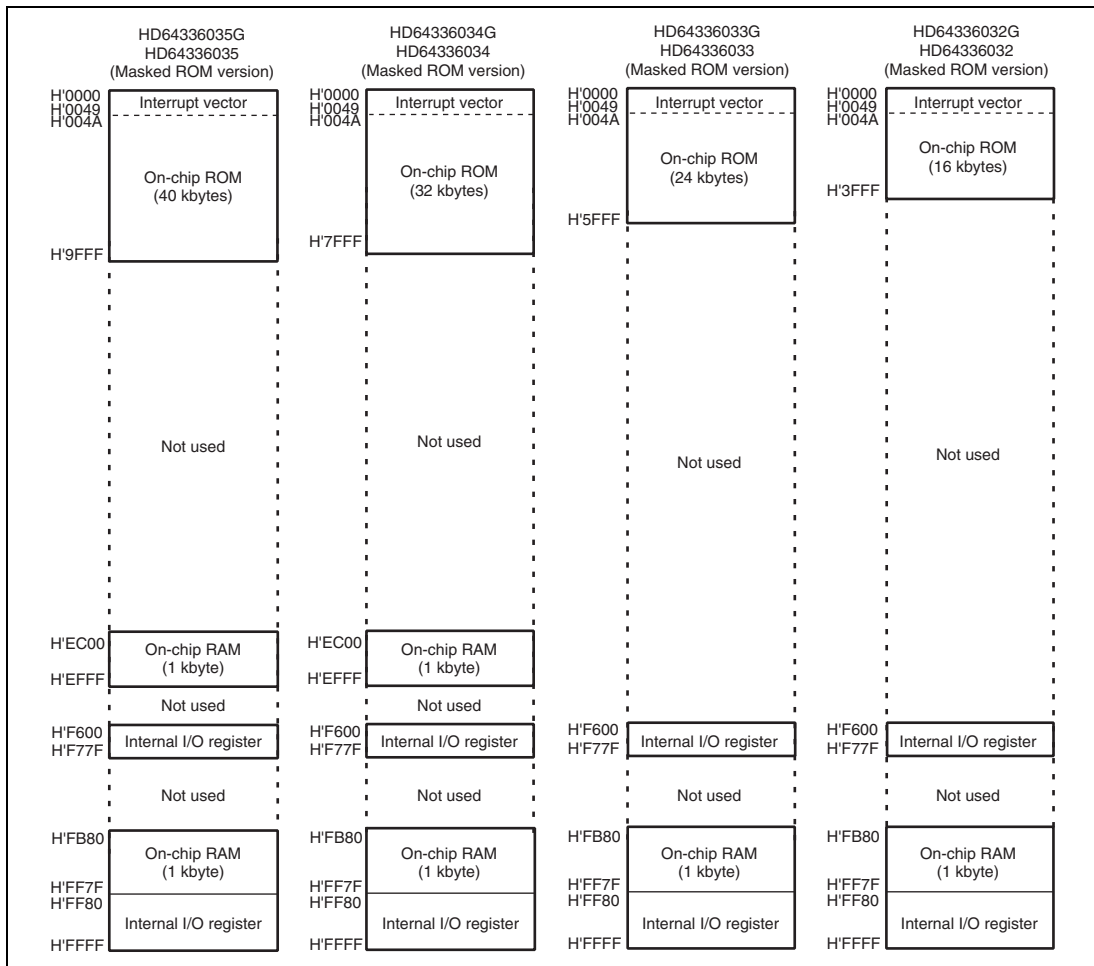 HD64336035G
HD64336035
(Masked ROM version)
H'0000
H'0049
H'004A
Interrupt vector
On-chip ROM
(40 kbytes)
H'9FFF
Not used
H'EC00
On-chip RAM
(1 kbyte)
H'EFFF
Not used
H'F600
Internal I/O register
H'F77F
Not used
H'FB80
On-chip RAM
(1 kbyte)
H'FF7F
H'FF80
Internal I/O register
H'FFFF
HD64336034G
HD64336034
(Masked ROM version)
H'0000
H'0049
H'004A
Interrupt vector
On-chip ROM
(32 kbytes)
H'7FFF
Not used
H'EC00
On-chip RAM
(1 kbyte)
H'EFFF
Not used
H'F600
Internal I/O register
H'F77F
Not used
H'FB80
On-chip RAM
(1 kbyte)
H'FF7F
H'FF80
Internal I/O register
H'FFFF
HD64336033G
HD64336033
(Masked ROM version)
H'0000
H'0049
H'004A
Interrupt vector
On-chip ROM
(24 kbytes)
H'5FFF
Not used
H'F600
Internal I/O register
H'F77F
Not used
H'FB80
On-chip RAM
(1 kbyte)
H'FF7F
H'FF80
Internal I/O register
H'FFFF
HD64336032G
HD64336032
(Masked ROM version)
H'0000
H'0049
H'004A
Interrupt vector
On-chip ROM
(16 kbytes)
H'3FFF
Not used
H'F600
Internal I/O register
H'F77F
Not used
H'FB80
On-chip RAM
(1 kbyte)
H'FF7F
H'FF80
Internal I/O register
H'FFFF